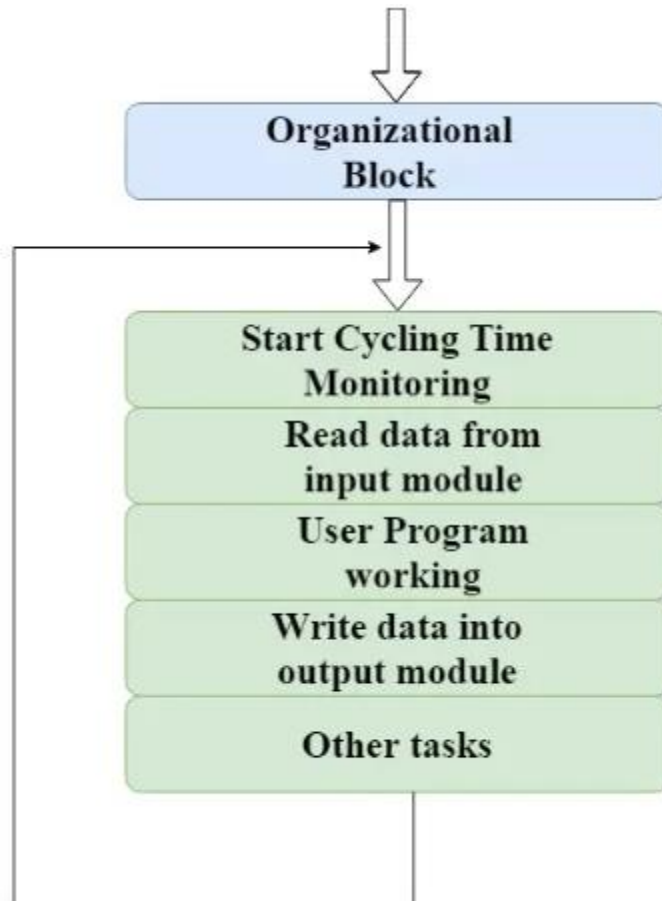 Organizational
Block
Start Cycling Time
Monitoring
Read data from
input module
User Program
working
Write data into
output module
Other tasks